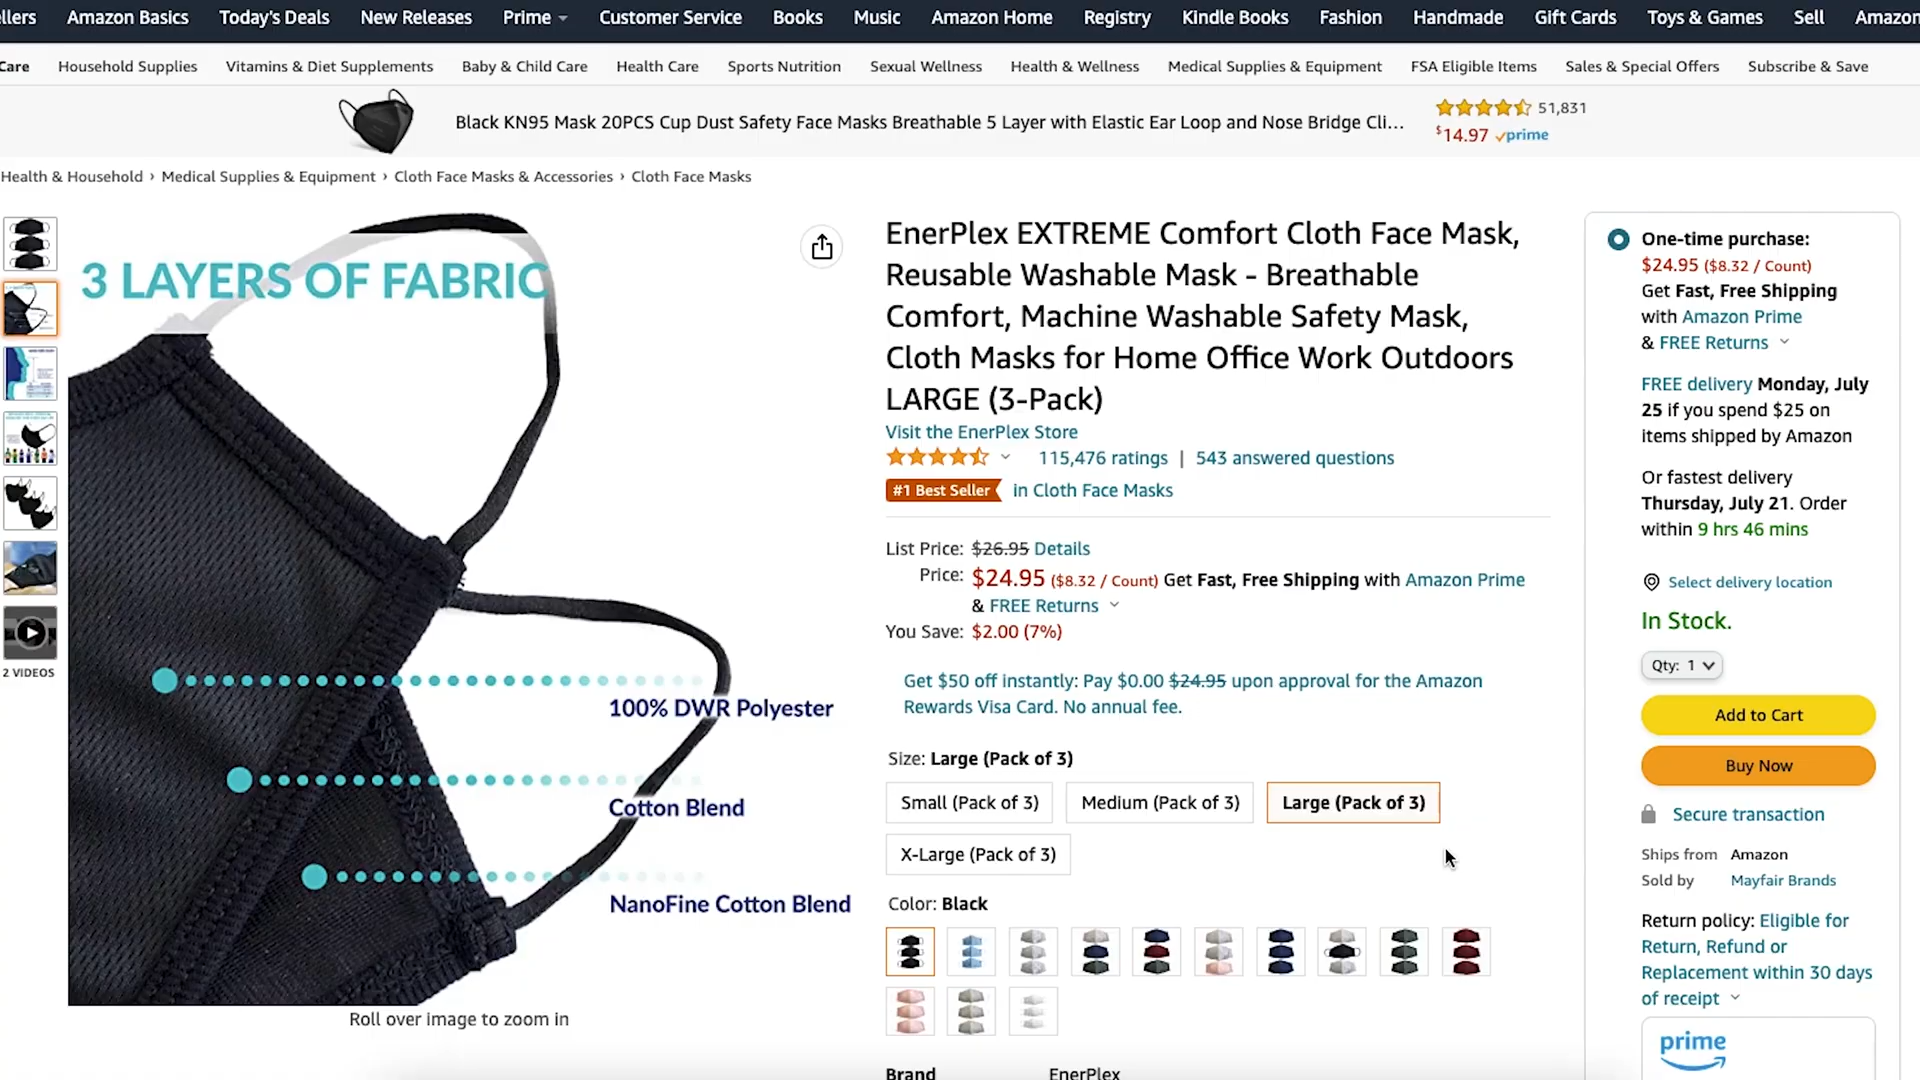 ellers Amazon Basics Today's Deals New Releases Prime Customer Service Books Music Amazon Home Registry Kindle Books Fashion Handmade Gift Cards Toys & Games Sell Amazon
Care Household Supplies Vitamins & Diet Supplements Baby & Child Care Health Care Sports Nutrition Sexual Wellness Health & Wellness Medical Supplies & Equipment FSA Eligible Items Sales & Special Offers Subscribe & Save
Black KN95 Mask 20PCS Cup Dust Safety Face Masks Breathable 5 Layer with Elastic Ear Loop and Nose Bridge Cli...
51,831
$14.97 prime
Health & Household › Medical Supplies & Equipment › Cloth Face Masks & Accessories › Cloth Face Masks
3 LAYERS OF FABRIC
100% DWR Polyester
Cotton Blend
NanoFine Cotton Blend
2 VIDEOS
Roll over image to zoom in
EnerPlex EXTREME Comfort Cloth Face Mask,
Reusable Washable Mask - Breathable
Comfort, Machine Washable Safety Mask,
Cloth Masks for Home Office Work Outdoors
LARGE (3-Pack)
Visit the EnerPlex Store
115,476 ratings | 543 answered questions
#1 Best Seller in Cloth Face Masks
List Price: $26.95 Details
Price: $24.95 ($8.32 / Count) Get Fast, Free Shipping with Amazon Prime
& FREE Returns
You Save: $2.00 (7%)
Get $50 off instantly: Pay $0.00 $24.95 upon approval for the Amazon
Rewards Visa Card. No annual fee.
Size: Large (Pack of 3)
Small (Pack of 3) Medium (Pack of 3) Large (Pack of 3)
X-Large (Pack of 3)
Color: Black
Brand EnerPlex
One-time purchase:
$24.95 ($8.32 / Count)
Get Fast, Free Shipping
with Amazon Prime
& FREE Returns
FREE delivery Monday, July
25 if you spend $25 on
items shipped by Amazon
Or fastest delivery
Thursday, July 21. Order
within 9 hrs 46 mins
Select delivery location
In Stock.
Qty: 1
Add to Cart
Buy Now
Secure transaction
Ships from Amazon
Sold by Mayfair Brands
Return policy: Eligible for
Return, Refund or
Replacement within 30 days
of receipt
prime